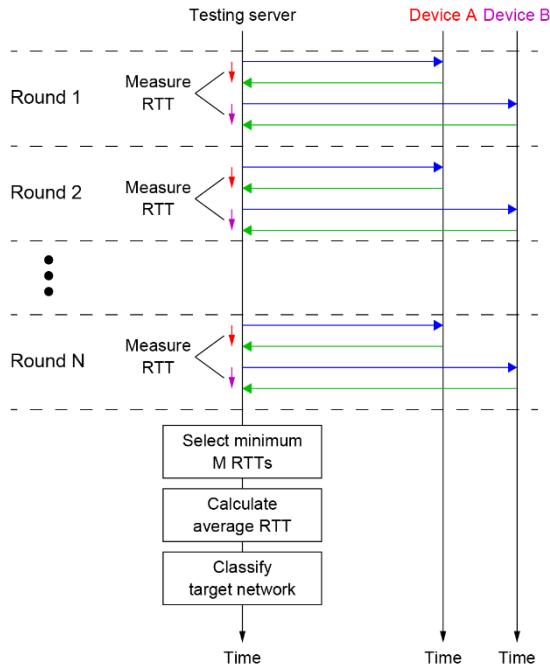 Testing server
Device A
Device B
Round 1
Measure
RTT
Round 2
Measure
RTT
Round N
Measure
RTT
Select minimum
M RTTs
Calculate
average RTT
Classify
target network
Time
Time
Time